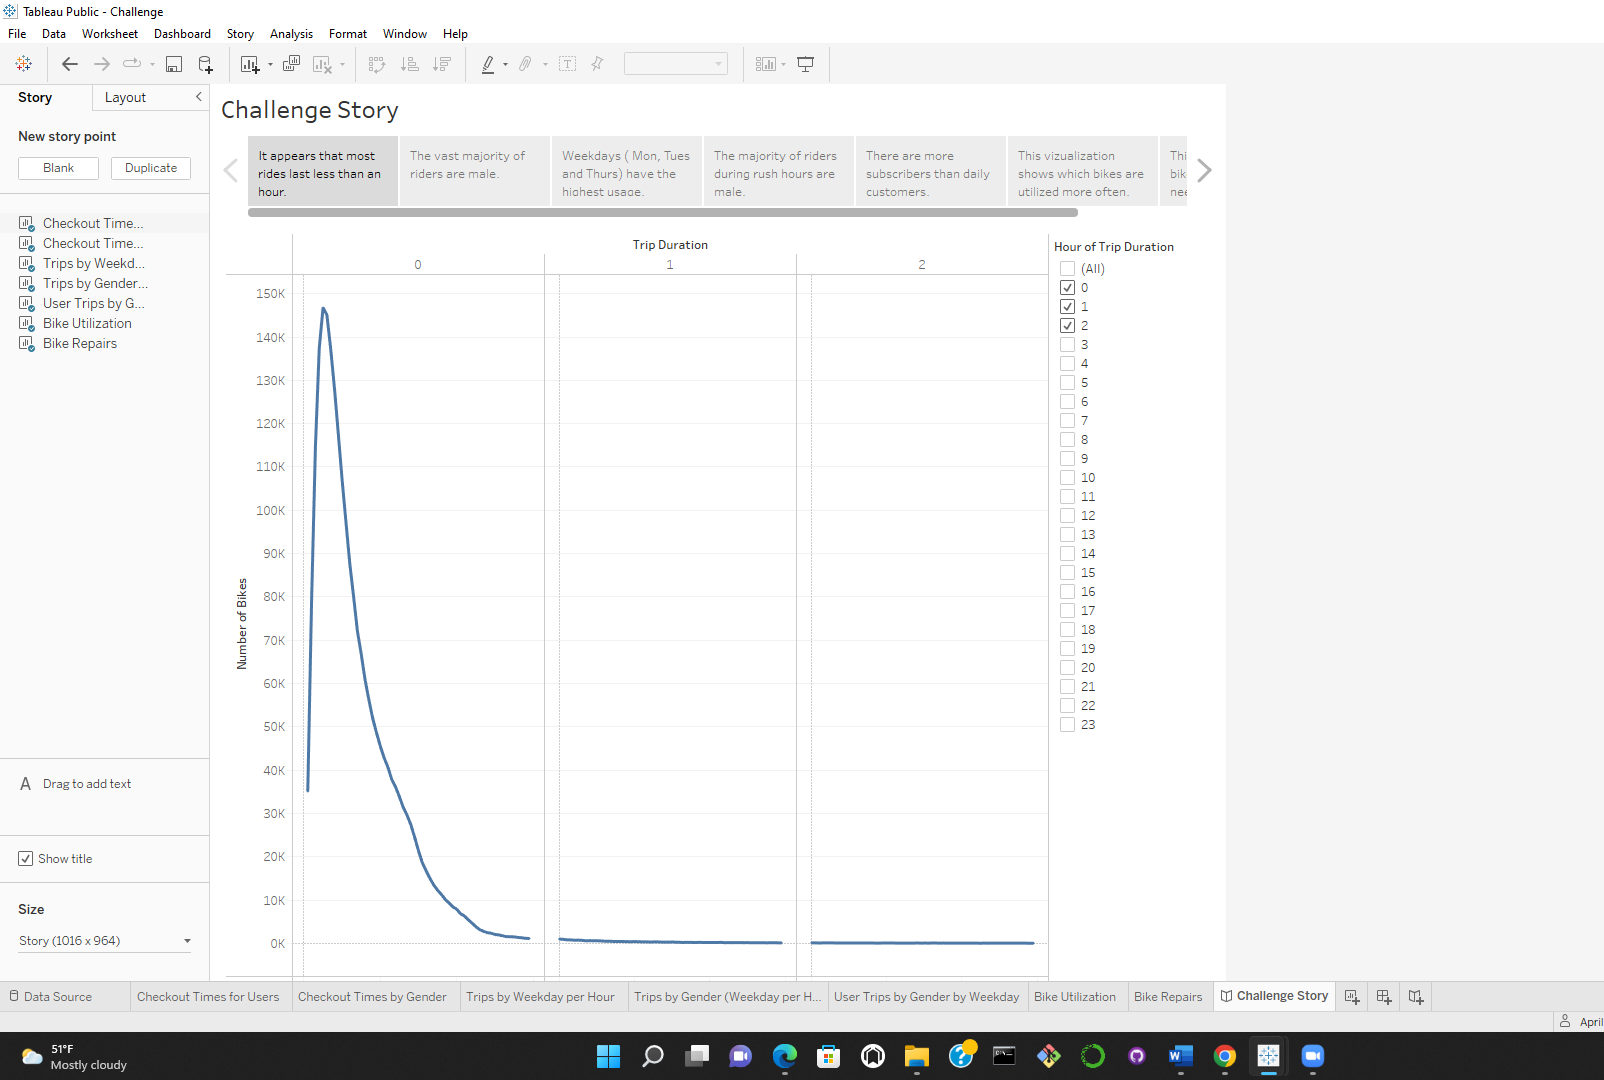 Tableau Public - Challenge
File Data Worksheet Dashboard Story Analysis Format Window Help
Story Layout
New story point
Blank Duplicate
Checkout Time...
Checkout Time...
Trips by Weekd...
Trips by Gender...
User Trips by G...
Bike Utilization
Bike Repairs
A Drag to add text
Show title
Size
Story (1016 x 964)
Challenge Story
It appears that most
rides last less than an
hour.
The vast majority of
riders are male.
Weekdays ( Mon, Tues
and Thurs) have the
highest usage.
The majority of riders
during rush hours are
male.
There are more
subscribers than daily
customers.
This vizualization
shows which bikes are
utilized more often.
Thi
bik
nee
Trip Duration
0 1 2
150K
140K
130K
120K
110K
100K
90K
80K
70K
60K
50K
40K
30K
20K
10K
0K
Number of Bikes
Hour of Trip Duration
(All)
0
1
2
3
4
5
6
7
8
9
10
11
12
13
14
15
16
17
18
19
20
21
22
23
Data Source Checkout Times for Users Checkout Times by Gender Trips by Weekday per Hour Trips by Gender (Weekday per H... User Trips by Gender by Weekday Bike Utilization Bike Repairs Challenge Story
April
51°F
Mostly cloudy